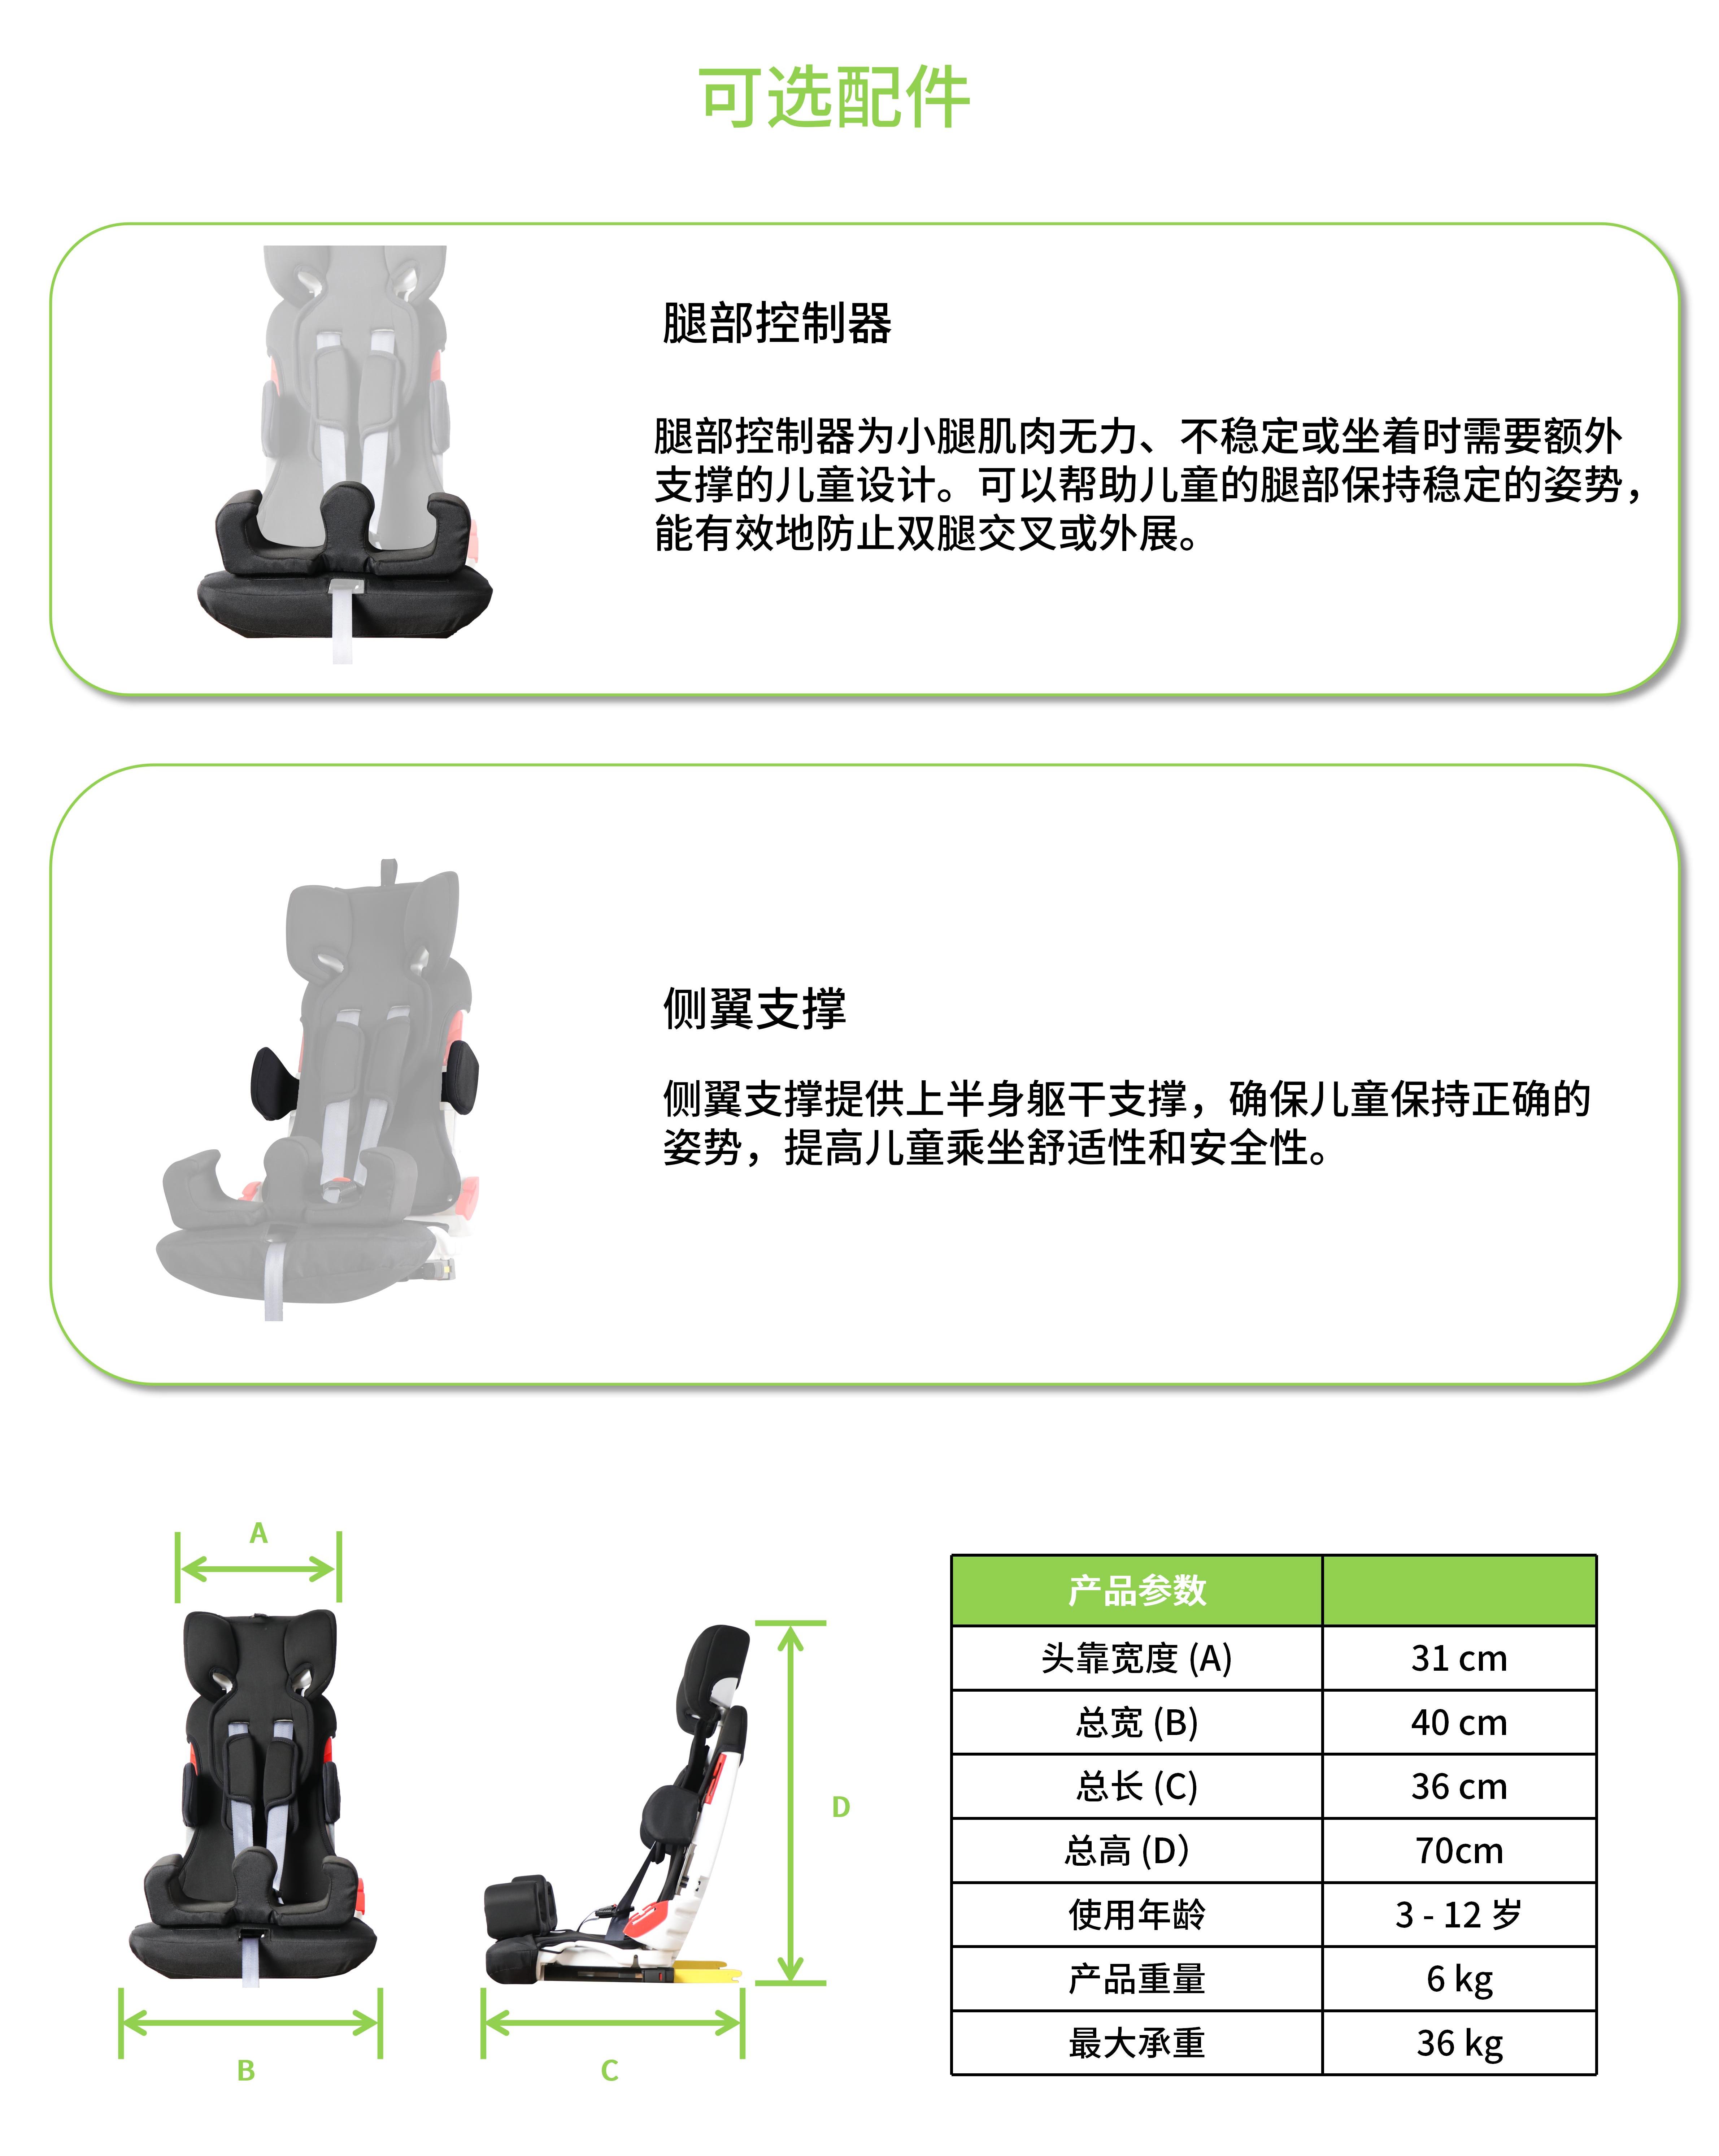 可选配件
腿部控制器
腿部控制器为小腿肌肉无力、不稳定或坐着时需要额外
支撑的儿童设计。可以帮助儿童的腿部保持稳定的姿势，
能有效地防止双腿交叉或外展。
侧翼支撑
侧翼支撑提供上半身躯干支撑，确保儿童保持正确的
姿势，提高儿童乘坐舒适性和安全性。
A
D
B
C
产品参数
头靠宽度 (A) 31 cm
总宽 (B) 40 cm
总长 (C) 36 cm
总高 (D） 70cm
使用年龄 3 - 12 岁
产品重量 6 kg
最大承重 36 kg